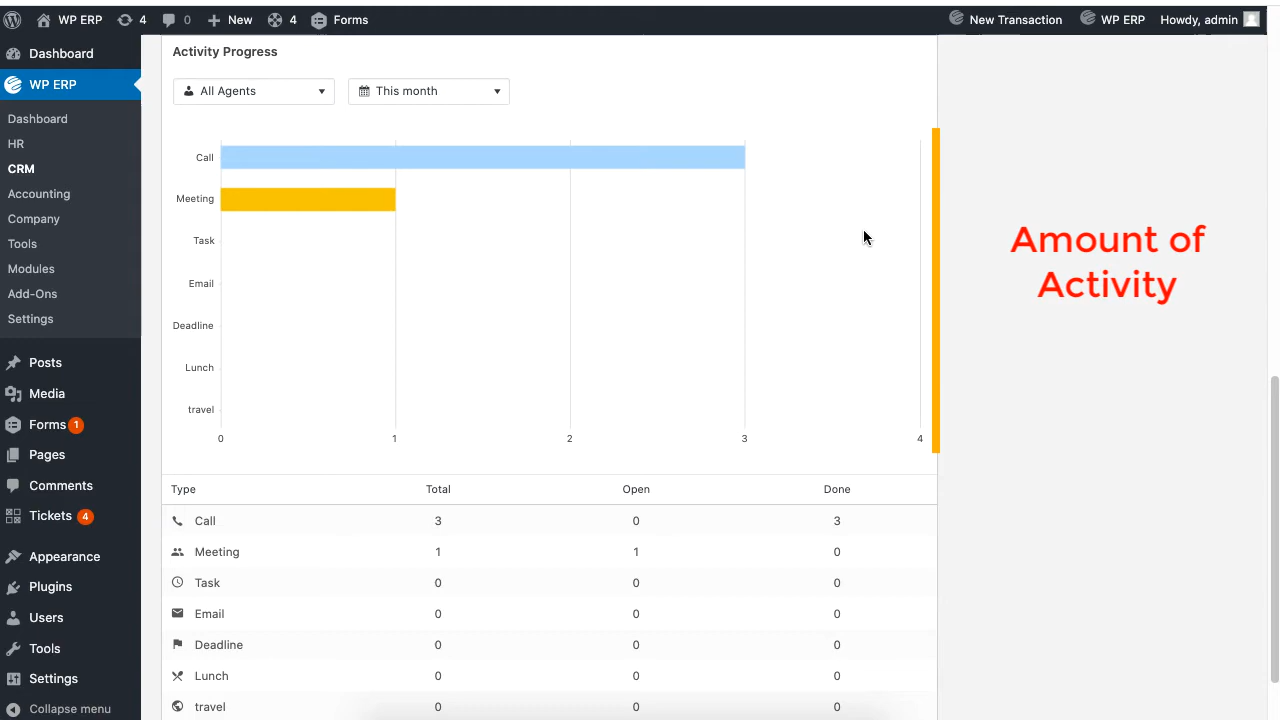 WP ERP 4 0 New 4 Forms New Transaction WP ERP Howdy, admin
Dashboard
WP ERP
Dashboard
HR
CRM
Accounting
Company
Tools
Modules
Add-Ons
Settings
Posts
Media
Forms 1
Pages
Comments
Tickets 4
Appearance
Plugins
Users
Tools
Settings
Collapse menu
Activity Progress
All Agents This month
Call
Meeting
Task
Email
Deadline
Lunch
travel
0 1 2 3 4
Type Total Open Done
Call 3 0 3
Meeting 1 1 0
Task 0 0 0
Email 0 0 0
Deadline 0 0 0
Lunch 0 0 0
travel 0 0 0
Amount of
Activity